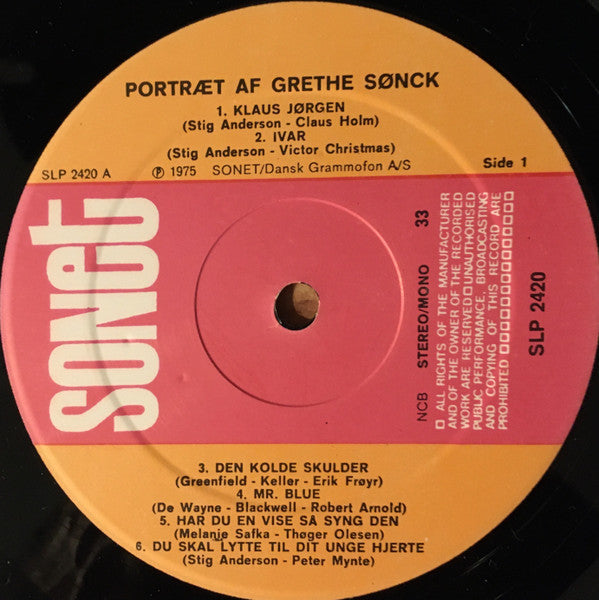 PORTRÆT AF GRETHE SØNCK
1. KLAUS JØRGEN
(Stig Anderson - Claus Holm)
2. IVAR
(Stig Anderson - Victor Christmas)
SLP 2420 A
℗ 1975 SONET/Dansk Grammofon A/S
Side 1
sonet
NCB STEREO/MONO 33
□ ALL RIGHTS OF THE MANUFACTURER
AND OF THE OWNER OF THE RECORDED
WORK ARE RESERVED □ UNAUTHORISED
PUBLIC PERFORMANCE, BROADCASTING
AND COPYING OF THIS RECORD ARE
PROHIBITED □□□□□□□□□□□□□
SLP 2420
3. DEN KOLDE SKULDER
(Greenfield - Keller - Erik Frøyr)
4. MR. BLUE
(De Wayne - Blackwell - Robert Arnold)
5. HAR DU EN VISE SA SYNG DEN
(Melanie Safka - Thøger Olesen)
6. DU SKAL LYTTE TIL DIT UNGE HJERTE
(Stig Anderson - Peter Mynte)